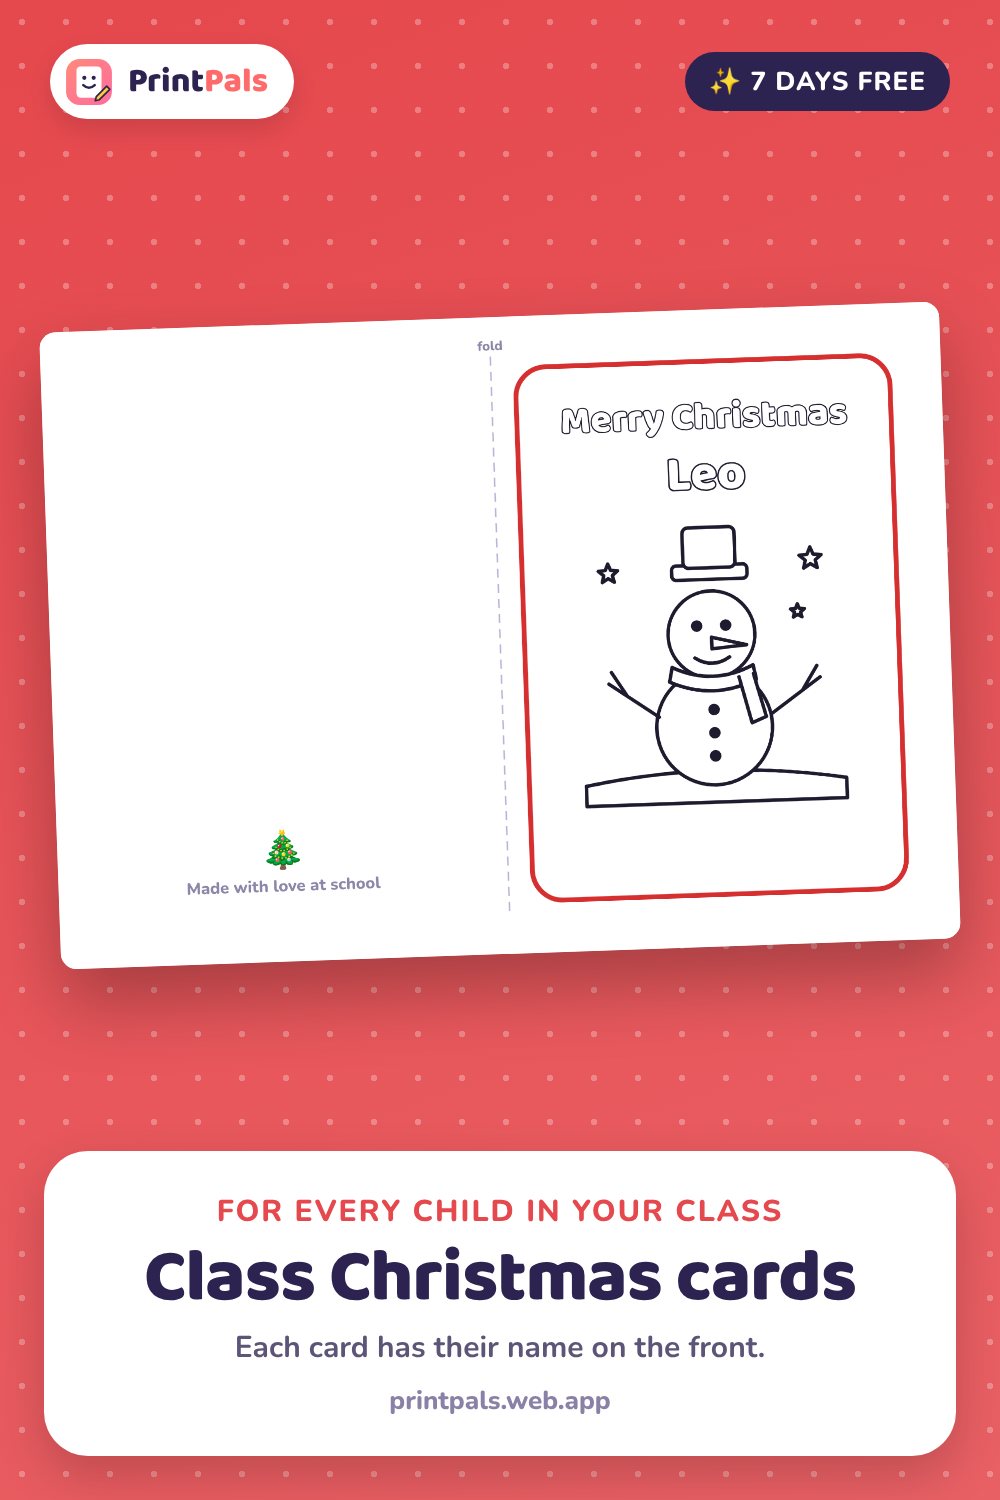 PrintPals
✨ 7 DAYS FREE
fold
Merry Christmas
Leo
Made with love at school
FOR EVERY CHILD IN YOUR CLASS
Class Christmas cards
Each card has their name on the front.
printpals.web.app